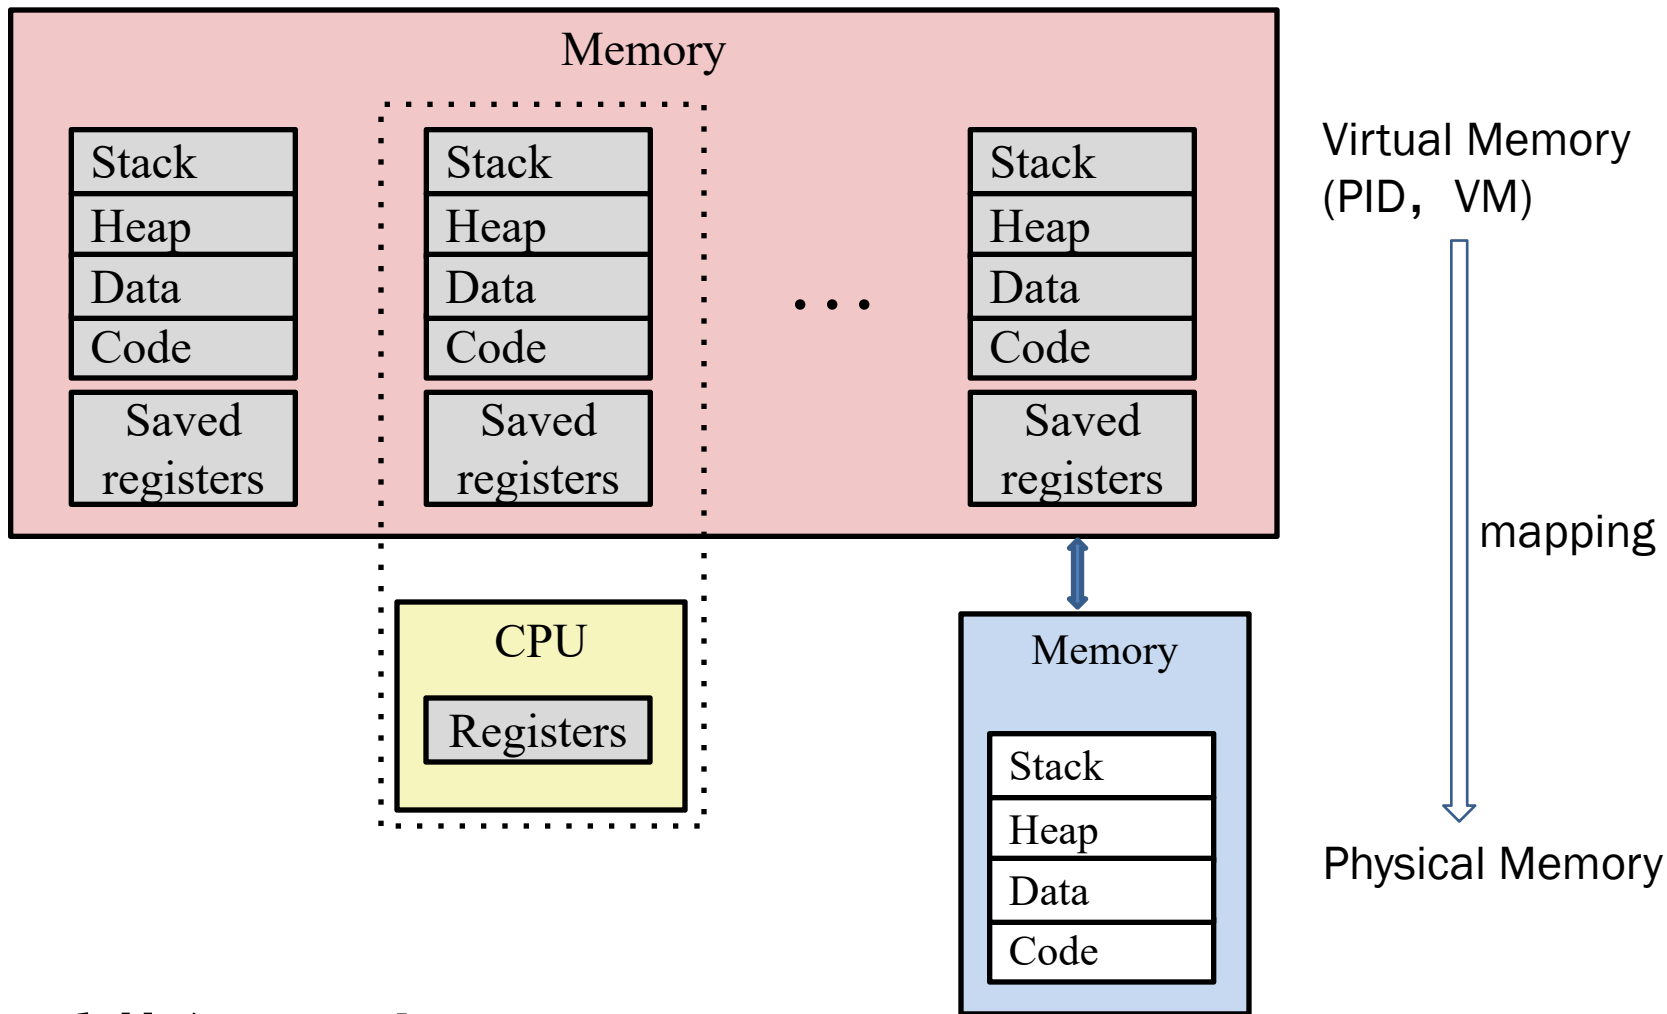 Memory
Stack
Heap
Data
Code
Saved
registers
Stack
Heap
Data
Code
Saved
registers
...
Stack
Heap
Data
Code
Saved
registers
Virtual Memory
(PID，VM)
mapping
Physical Memory
CPU
Registers
Memory
Stack
Heap
Data
Code